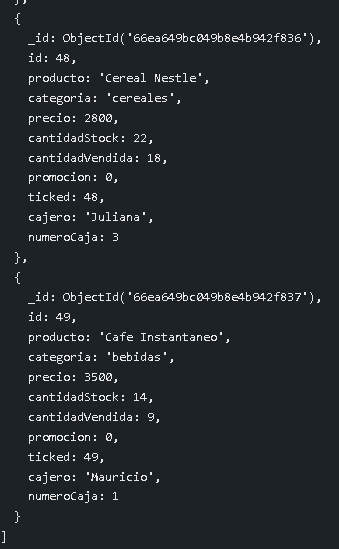 },
{
_id: ObjectId('66ea649bc049b8e4b942f836'),
id: 48,
producto: 'Cereal Nestle',
categoria: 'cereales',
precio: 2800,
cantidadStock: 22,
cantidadVendida: 18,
promocion: 0,
ticked: 48,
cajero: 'Juliana',
numeroCaja: 3
},
{
_id: ObjectId('66ea649bc049b8e4b942f837'),
id: 49,
producto: 'Cafe Instantaneo',
categoria: 'bebidas',
precio: 3500,
cantidadStock: 14,
cantidadVendida: 9,
promocion: 0,
ticked: 49,
cajero: 'Mauricio',
numeroCaja: 1
}
]